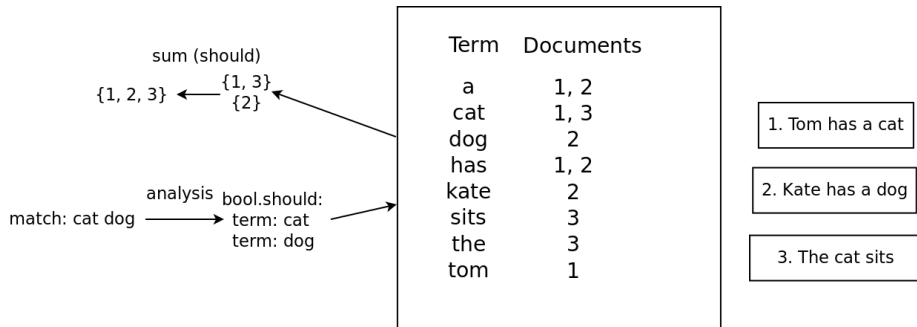 sum (should)
{1, 2, 3}
{1, 3}
{2}
match: cat dog
analysis
bool.should:
term: cat
term: dog
Term Documents
a 1, 2
cat 1, 3
dog 2
has 1, 2
kate 2
sits 3
the 3
tom 1
1. Tom has a cat
2. Kate has a dog
3. The cat sits